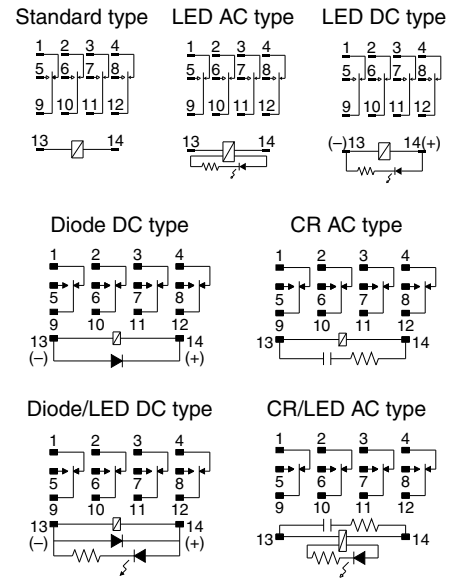 Standard type LED AC type LED DC type
1 2 3 4 1 2 3 4 1 2 3 4
5 6 7 8 5 6 7 8 5 6 7 8
9 10 11 12 9 10 11 12 9 10 11 12
13 14 13 14 (−)13 14(+)
Diode DC type CR AC type
1 2 3 4 1 2 3 4
5 6 7 8 5 6 7 8
9 10 11 12 9 10 11 12
13 14 13 14
(−) (+)
Diode/LED DC type CR/LED AC type
1 2 3 4 1 2 3 4
5 6 7 8 5 6 7 8
9 10 11 12 9 10 11 12
13 14 13 14
(−) (+)